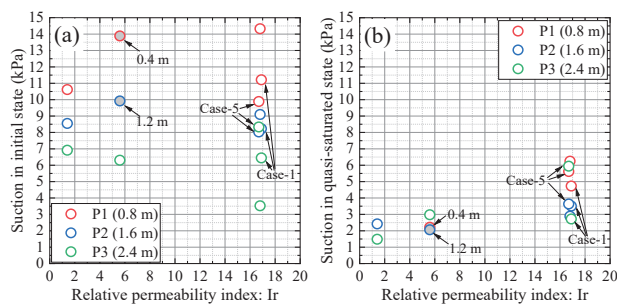 (a)
Suction in initial state (kPa)
15
14
13
12
11
10
9
8
7
6
5
4
3
2
1
0
0.4 m
1.2 m
Case-5
Case-1
P1 (0.8 m)
P2 (1.6 m)
P3 (2.4 m)
0 2 4 6 8 10 12 14 16 18 20
Relative permeability index: Ir
(b)
Suction in quasi-saturated state (kPa)
15
14
13
12
11
10
9
8
7
6
5
4
3
2
1
0
P1 (0.8 m)
P2 (1.6 m)
P3 (2.4 m)
Case-5
0.4 m
1.2 m
Case-1
0 2 4 6 8 10 12 14 16 18 20
Relative permeability index: Ir